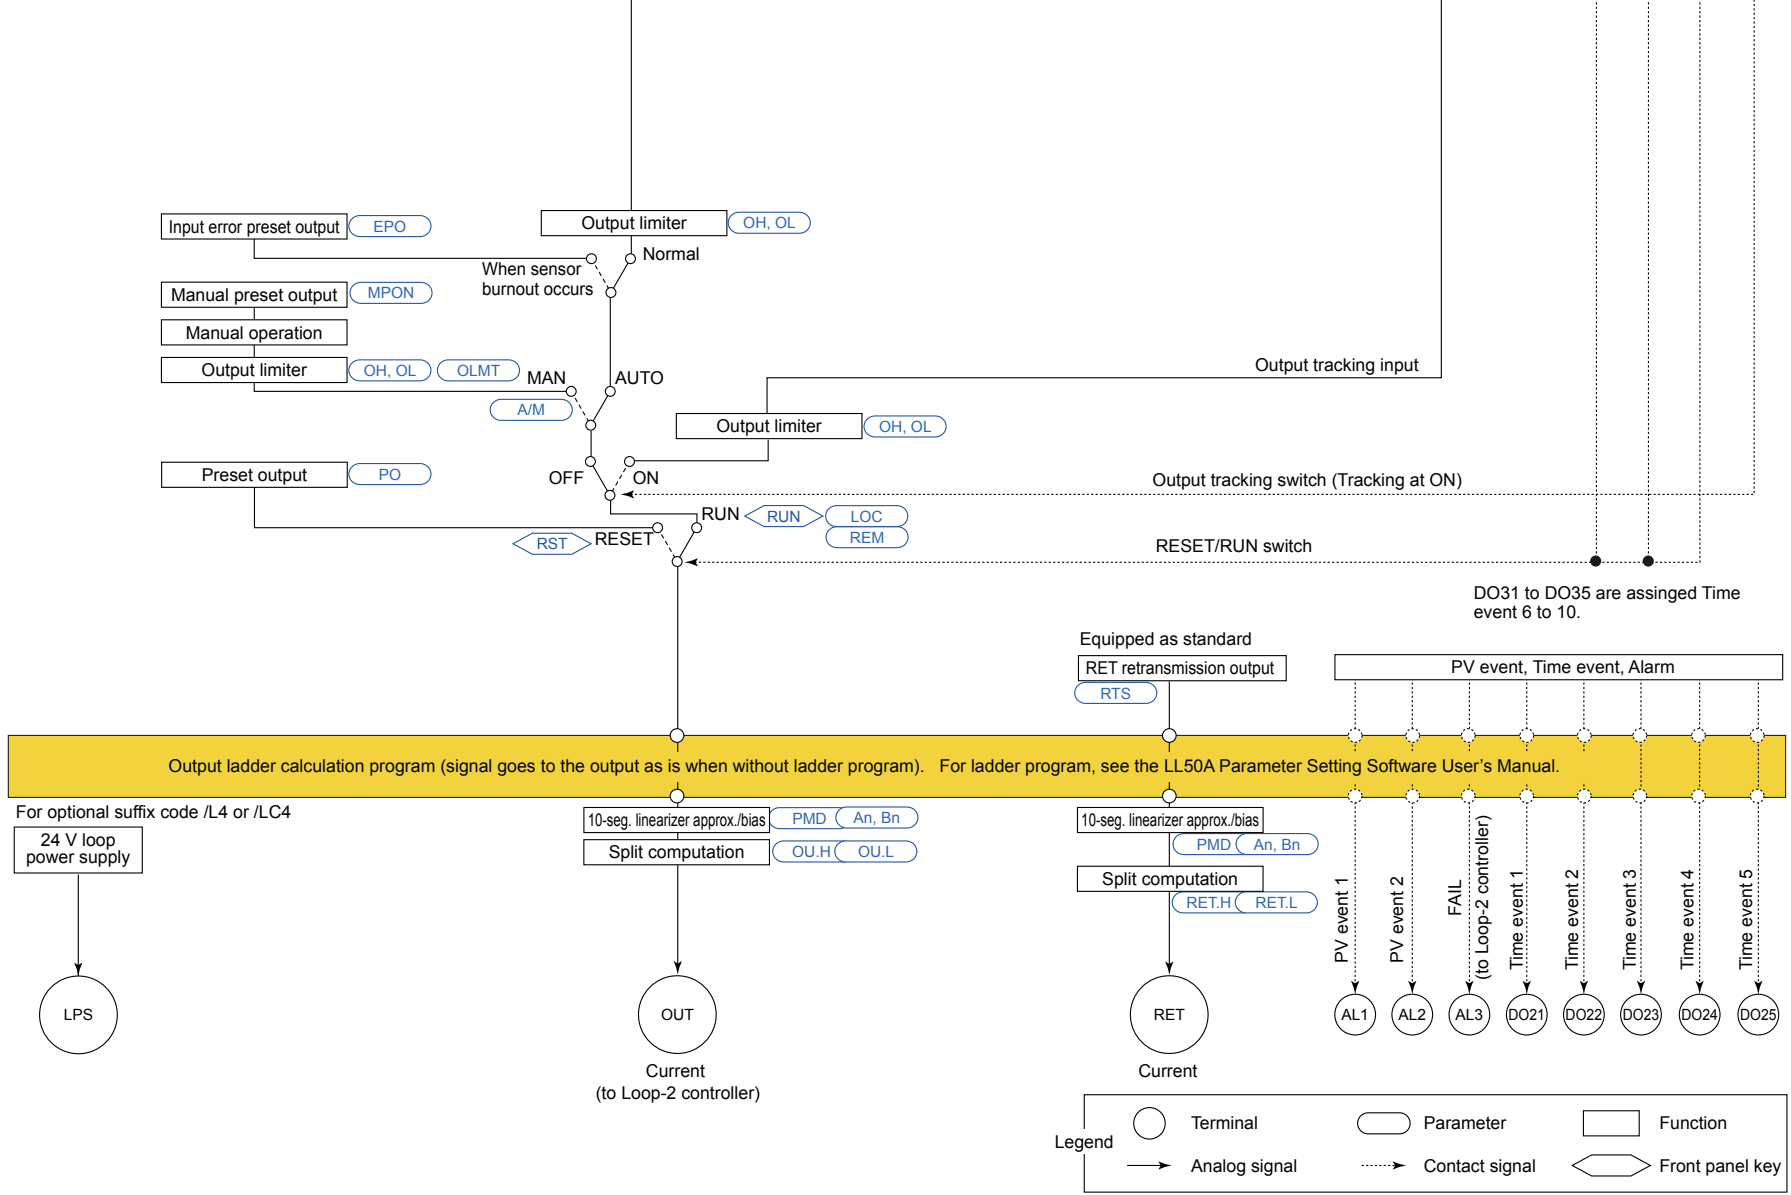 Input error preset output
EPO
Output limiter
OH, OL
Normal
When sensor
burnout occurs
Manual preset output
MPON
Manual operation
Output limiter
OH, OL
OLMT
MAN
AUTO
A/M
Output tracking input
Output limiter
OH, OL
Preset output
PO
OFF
ON
Output tracking switch (Tracking at ON)
RUN
RUN
LOC
REM
RST
RESET
RESET/RUN switch
DO31 to DO35 are assinged Time
event 6 to 10.
Equipped as standard
RET retransmission output
RTS
PV event, Time event, Alarm
Output ladder calculation program (signal goes to the output as is when without ladder program).   For ladder program, see the LL50A Parameter Setting Software User's Manual.
For optional suffix code /L4 or /LC4
24 V loop
power supply
10-seg. linearizer approx./bias
PMD
An, Bn
Split computation
OU.H
OU.L
10-seg. linearizer approx./bias
PMD
An, Bn
Split computation
RET.H
RET.L
PV event 1
PV event 2
FAIL
(to Loop-2 controller)
Time event 1
Time event 2
Time event 3
Time event 4
Time event 5
LPS
OUT
RET
AL1
AL2
AL3
DO21
DO22
DO23
DO24
DO25
Current
(to Loop-2 controller)
Current
Legend
Terminal
Parameter
Function
Analog signal
Contact signal
Front panel key